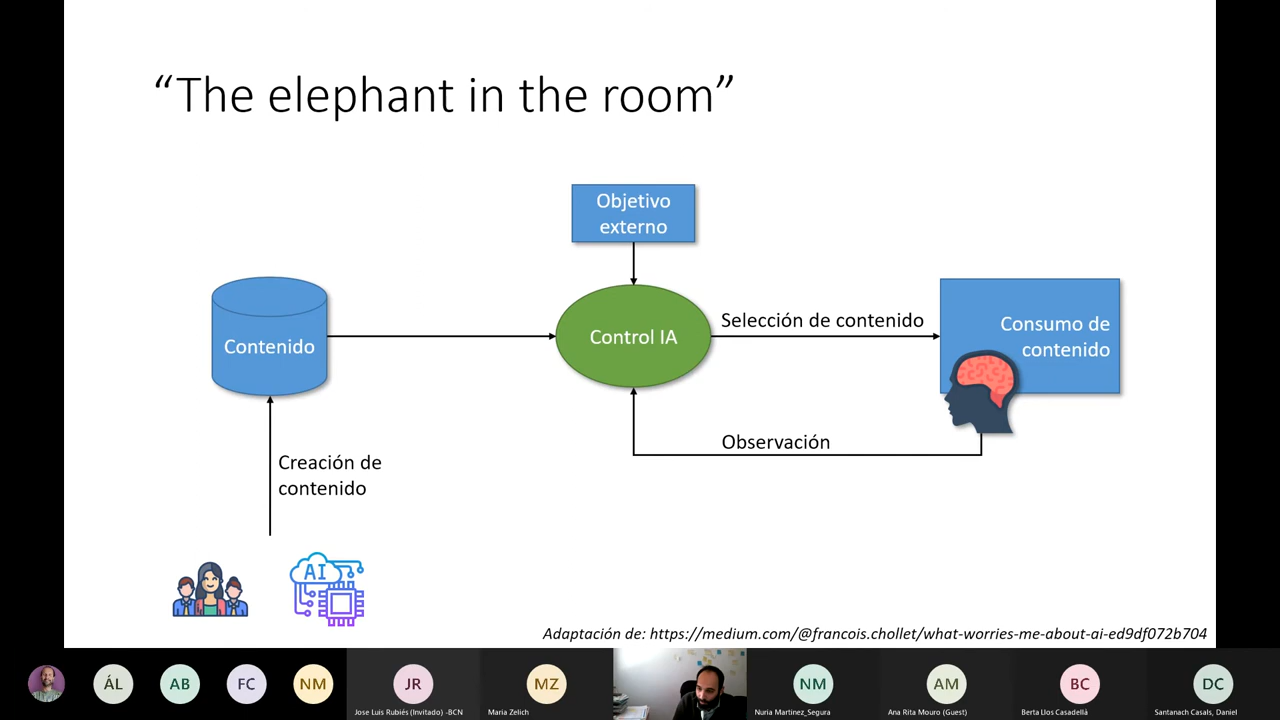 “The elephant in the room”
Objetivo
externo
Contenido
Control IA
Selección de contenido
Consumo de
contenido
Observación
Creación de
contenido
AI
Adaptación de: https://medium.com/@francois.chollet/what-worries-me-about-ai-ed9df072b704
ÁL
AB
FC
NM
JR
MZ
NM
AM
BC
DC
Jose Luis Rubiés (Invitado) -BCN
Maria Zelich
Nuria Martinez_Segura
Ana Rita Mouro (Guest)
Berta Llos Casadellà
Santanach Casals, Daniel